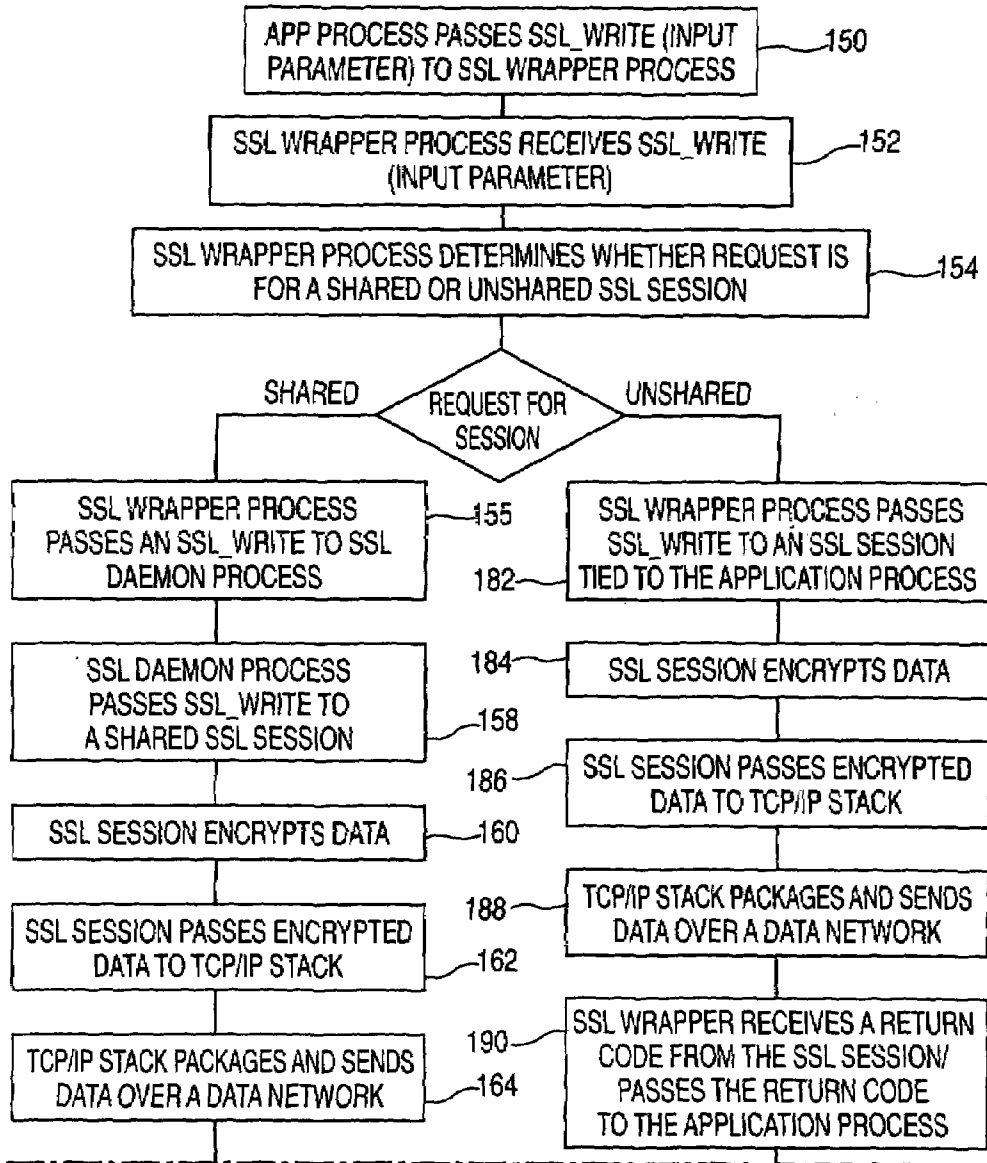 APP PROCESS PASSES SSL_WRITE (INPUT
PARAMETER) TO SSL WRAPPER PROCESS
150
SSL WRAPPER PROCESS RECEIVES SSL_WRITE
(INPUT PARAMETER)
152
SSL WRAPPER PROCESS DETERMINES WHETHER REQUEST IS
FOR A SHARED OR UNSHARED SSL SESSION
154
SHARED
REQUEST FOR
SESSION
UNSHARED
SSL WRAPPER PROCESS
PASSES AN SSL_WRITE TO SSL
DAEMON PROCESS
155
SSL DAEMON PROCESS
PASSES SSL_WRITE TO
A SHARED SSL SESSION
158
SSL SESSION ENCRYPTS DATA
160
SSL SESSION PASSES ENCRYPTED
DATA TO TCP/IP STACK
162
TCP/IP STACK PACKAGES AND SENDS
DATA OVER A DATA NETWORK
164
SSL WRAPPER PROCESS PASSES
SSL_WRITE TO AN SSL SESSION
TIED TO THE APPLICATION PROCESS
182
184
SSL SESSION ENCRYPTS DATA
186
SSL SESSION PASSES ENCRYPTED
DATA TO TCP/IP STACK
188
TCP/IP STACK PACKAGES AND SENDS
DATA OVER A DATA NETWORK
190
SSL WRAPPER RECEIVES A RETURN
CODE FROM THE SSL SESSION/
PASSES THE RETURN CODE
TO THE APPLICATION PROCESS